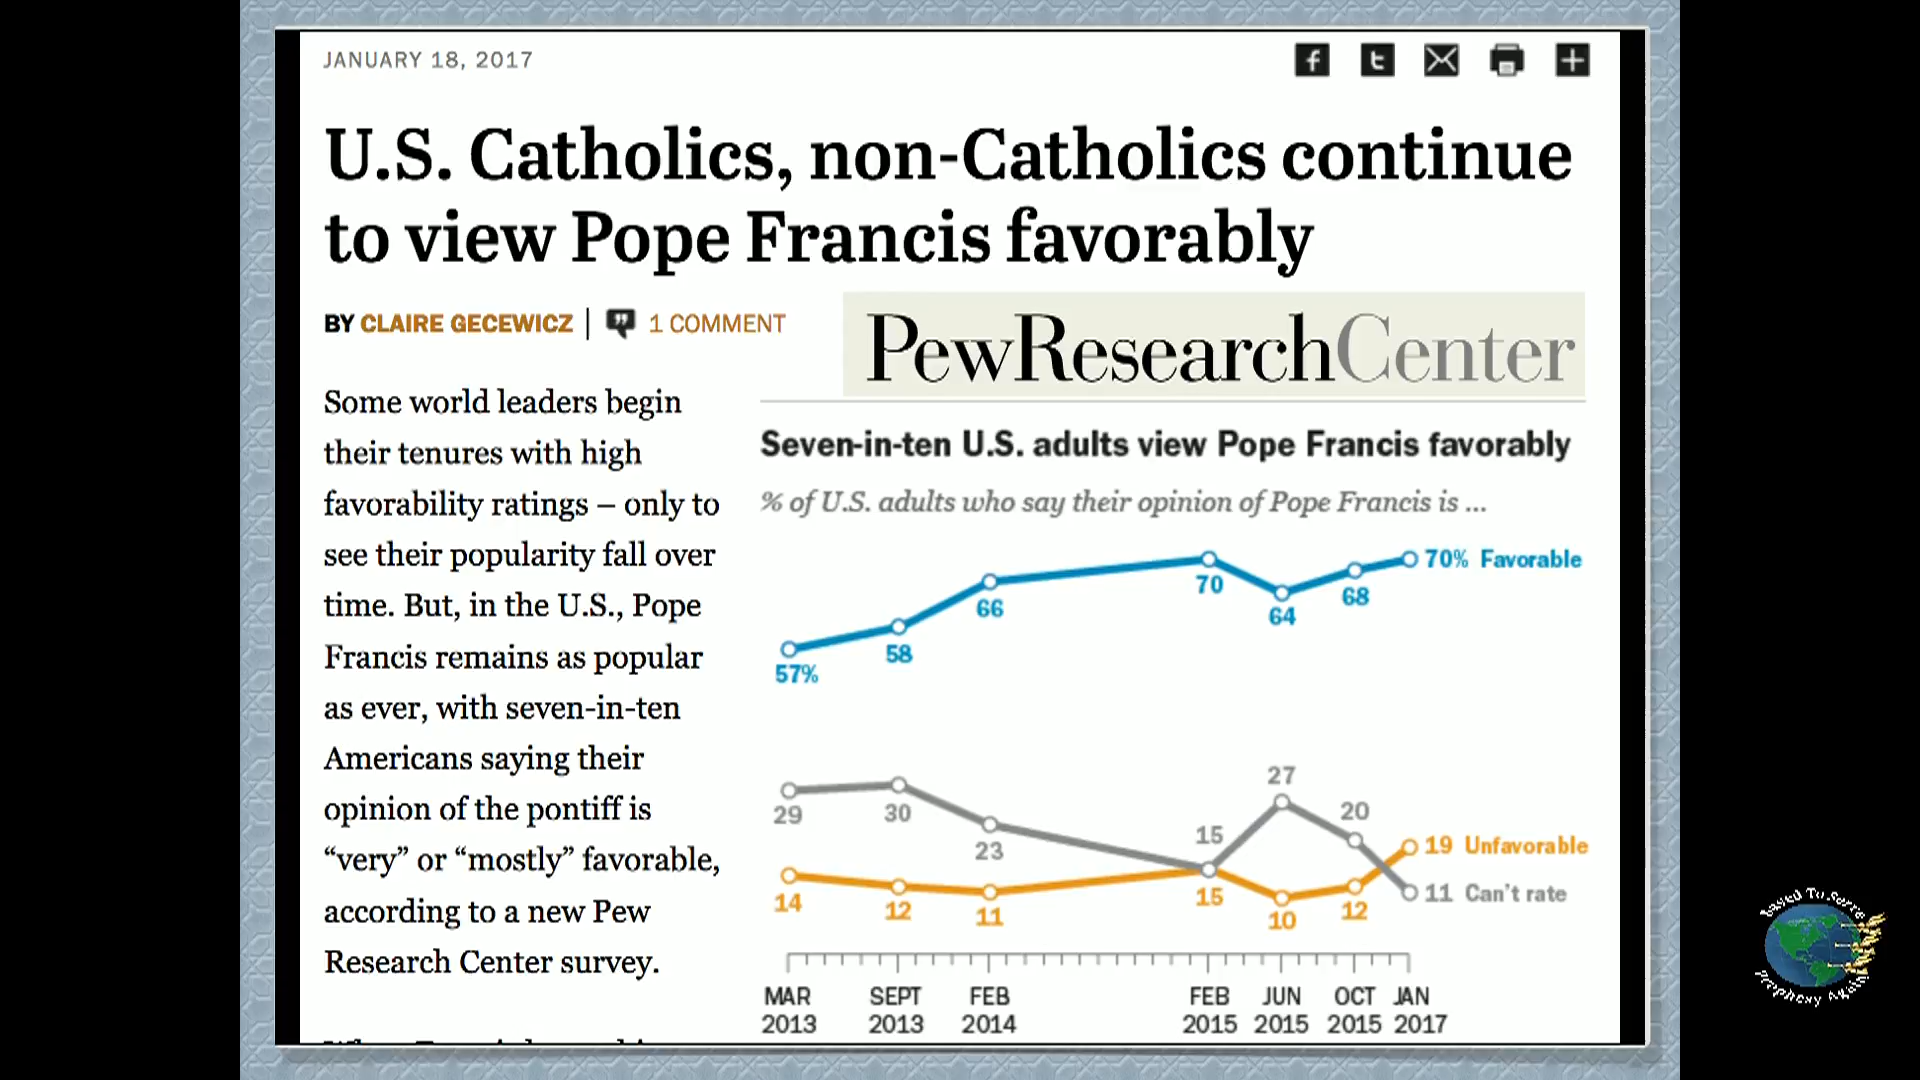 JANUARY 18, 2017
U.S. Catholics, non-Catholics continue
to view Pope Francis favorably
BY CLAIRE GECEWICZ | 1 COMMENT
PewResearchCenter
Some world leaders begin
their tenures with high
favorability ratings – only to
see their popularity fall over
time. But, in the U.S., Pope
Francis remains as popular
as ever, with seven-in-ten
Americans saying their
opinion of the pontiff is
“very” or “mostly” favorable,
according to a new Pew
Research Center survey.
Seven-in-ten U.S. adults view Pope Francis favorably
% of U.S. adults who say their opinion of Pope Francis is ...
57% 58 66 70 64 68 70% Favorable
29 30 23 15 27 20 11 Can't rate
14 12 11 15 10 12 19 Unfavorable
MAR SEPT FEB FEB JUN OCT JAN
2013 2013 2014 2015 2015 2015 2017
To Serve
Prophesy Again